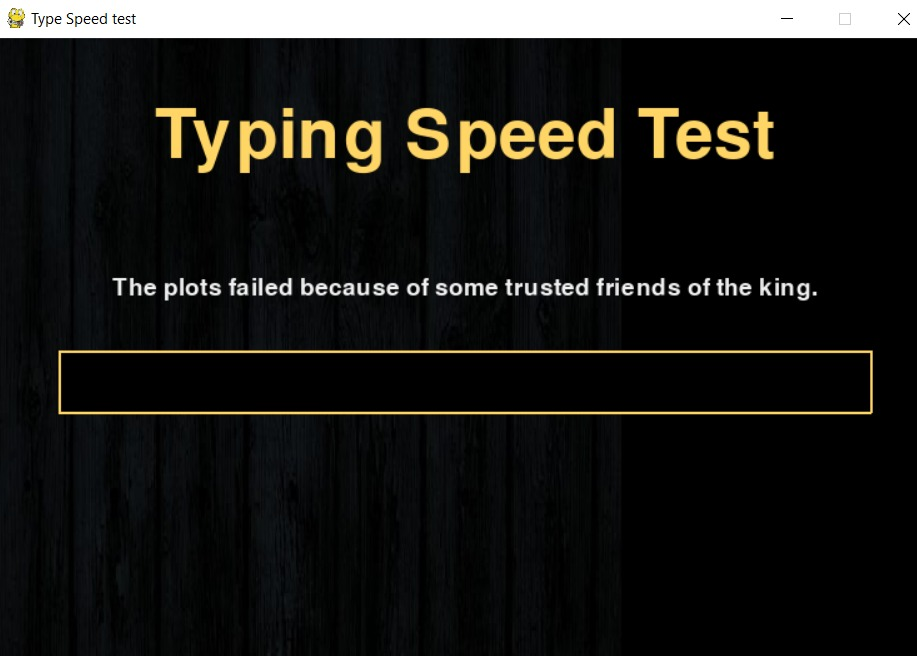 Type Speed test
Typing Speed Test
The plots failed because of some trusted friends of the king.